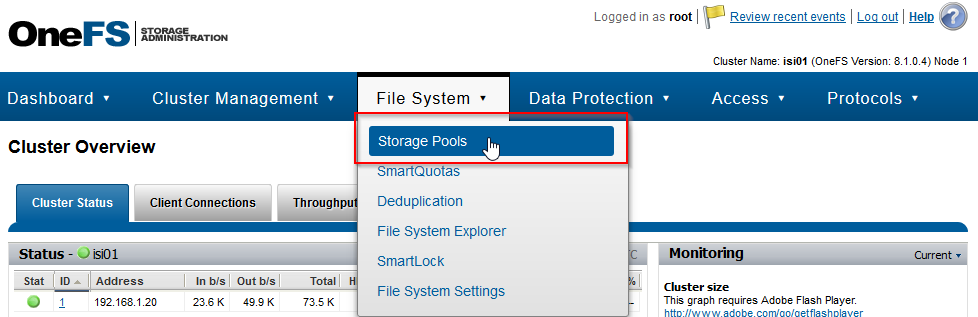 Logged in as root Review recent events Log out Help ?
OneFS STORAGE ADMINISTRATION
Cluster Name: isi01 (OneFS Version: 8.1.0.4) Node 1
Dashboard Cluster Management File System Data Protection Access Protocols
Cluster Overview
Storage Pools
SmartQuotas
Deduplication
File System Explorer
SmartLock
File System Settings
Cluster Status Client Connections Throughput
Status - isi01
Monitoring Current
Stat ID Address In b/s Out b/s Total H %
1 192.168.1.20 23.6 K 49.9 K 73.5 K
Cluster size
This graph requires Adobe Flash Player.
http://www.adobe.com/go/getflashplayer